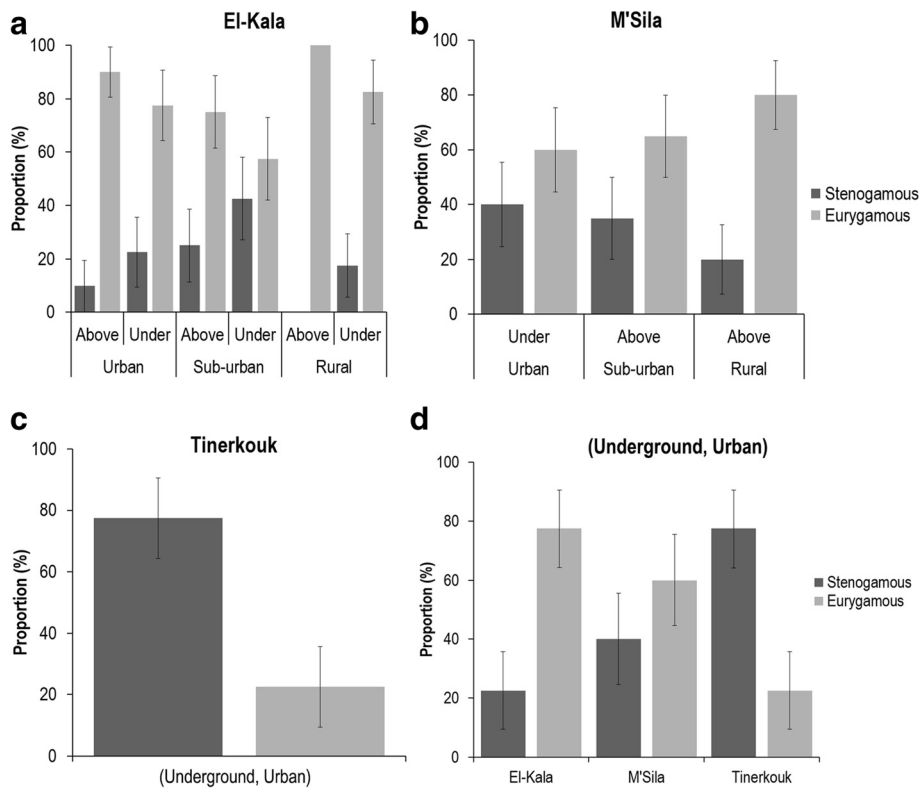 a
El-Kala
Proportion (%)
100
80
60
40
20
0
Above Under Above Under Above Under
Urban Sub-urban Rural
b
M'Sila
Proportion (%)
100
80
60
40
20
0
Under Above Above
Urban Sub-urban Rural
Stenogamous
Eurygamous
c
Tinerkouk
Proportion (%)
100
80
60
40
20
0
(Underground, Urban)
d
(Underground, Urban)
Proportion (%)
100
80
60
40
20
0
El-Kala M'Sila Tinerkouk
Stenogamous
Eurygamous